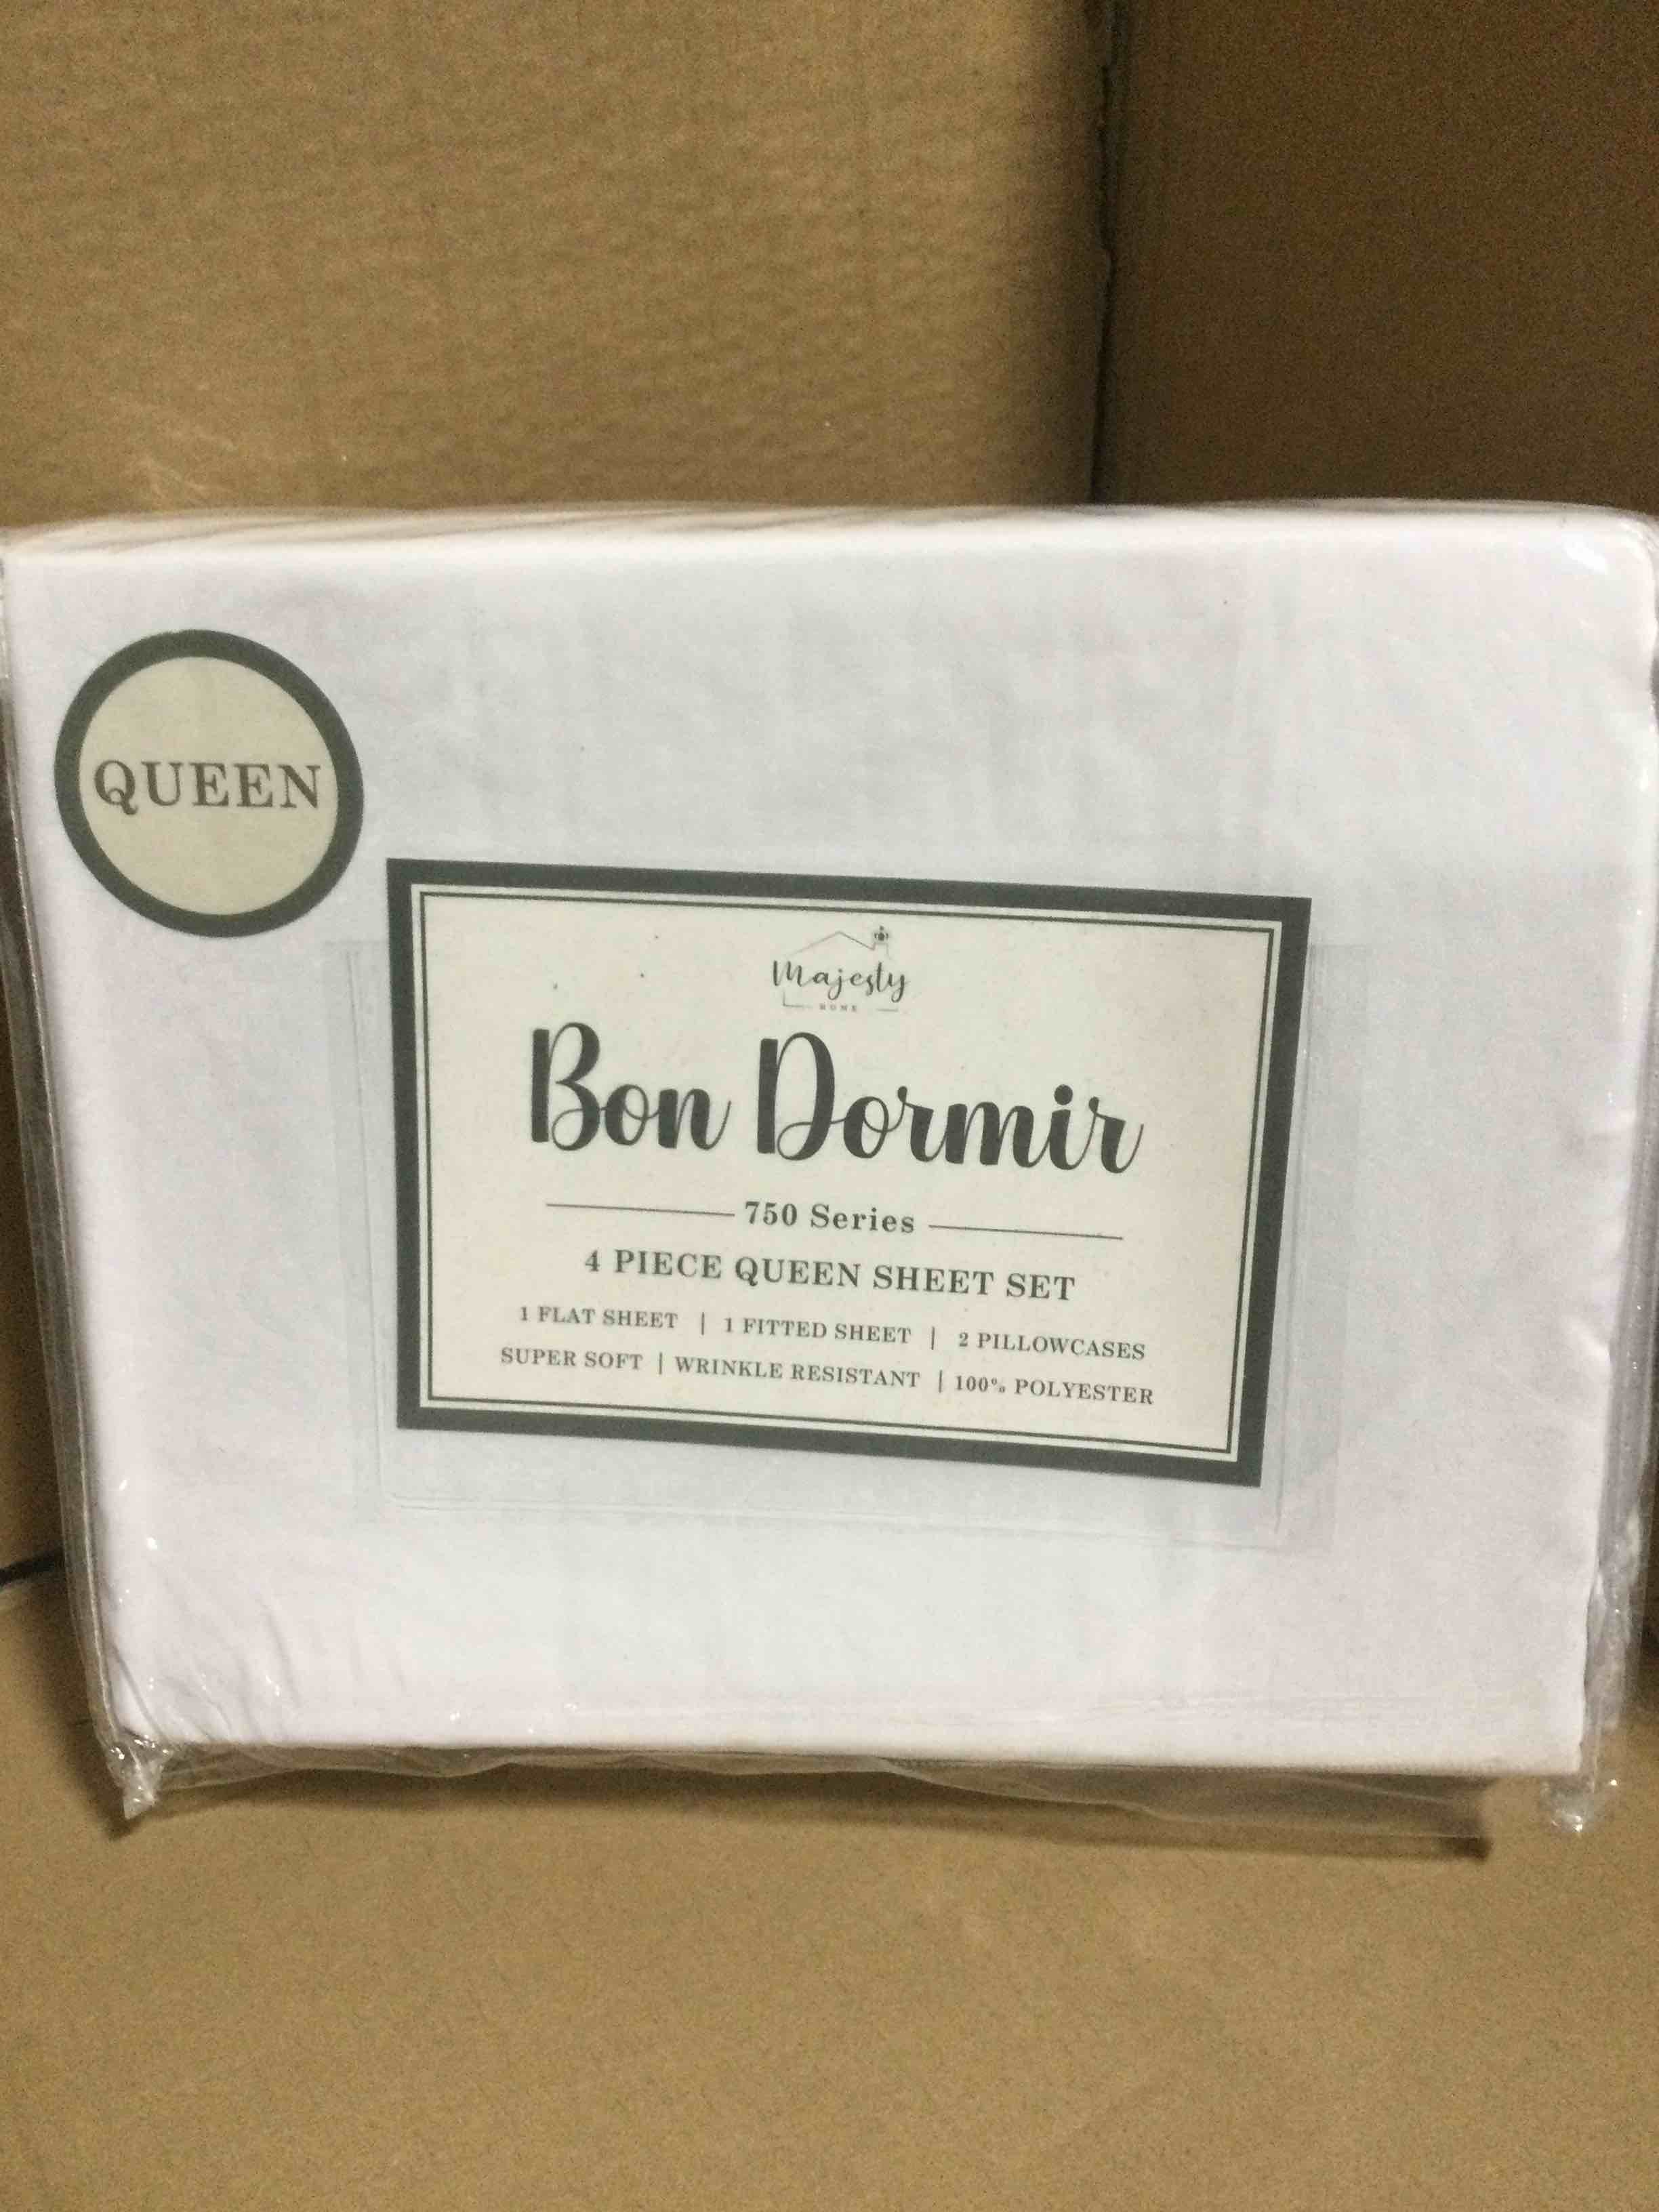 QUEEN
Majesty
HOME
Bon Dormir
750 Series
4 PIECE QUEEN SHEET SET
1 FLAT SHEET | 1 FITTED SHEET | 2 PILLOWCASES
SUPER SOFT | WRINKLE RESISTANT | 100% POLYESTER